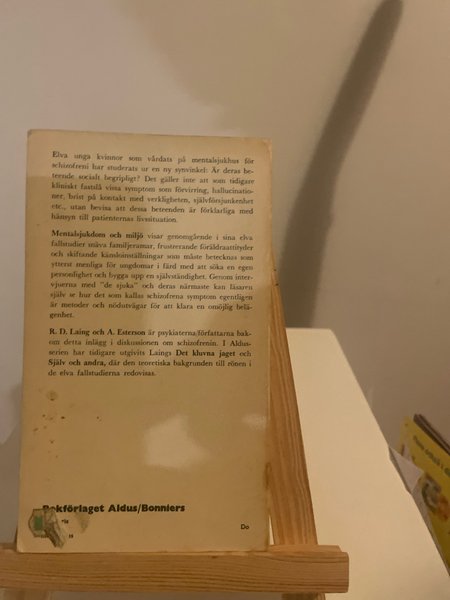 Elva unga kvinnor som vårdats på mentalsjukhus för
schizofreni har studerats ur en ny synvinkel: Är deras be-
teende socialt begripligt? Det gäller inte att som tidigare
kliniskt fastslå vissa symptom som förvirring, hallucinatio-
ner, brist på kontakt med verkligheten, självförsjunkenhet
etc., utan bevisa att dessa beteenden är förklarliga med
hänsyn till patienternas livssituation.
Mentalsjukdom och miljö visar genomgående i sina elva
fallstudier snäva familjeramar, frustrerande föräldraattityder
och skiftande känsloinställningar som måste betecknas som
ytterst menliga för ungdomar i färd med att söka en egen
personlighet och bygga upp en självständighet. Genom inter-
vjuerna med "de sjuka" och deras närmaste kan läsaren
själv se hur det som kallas schizofrena symptom egentligen
är metoder och nödutvägar för att klara en omöjlig belä-
genhet.
R. D. Laing och A. Esterson är psykiaterna/författarna bak-
om detta inlägg i diskussionen om schizofrenin. I Aldus-
serien har tidigare utgivits Laings Det kluvna jaget och
Själv och andra, där den teoretiska bakgrunden till rönen i
de elva fallstudierna redovisas.
Bokförlaget Aldus/Bonniers
Do